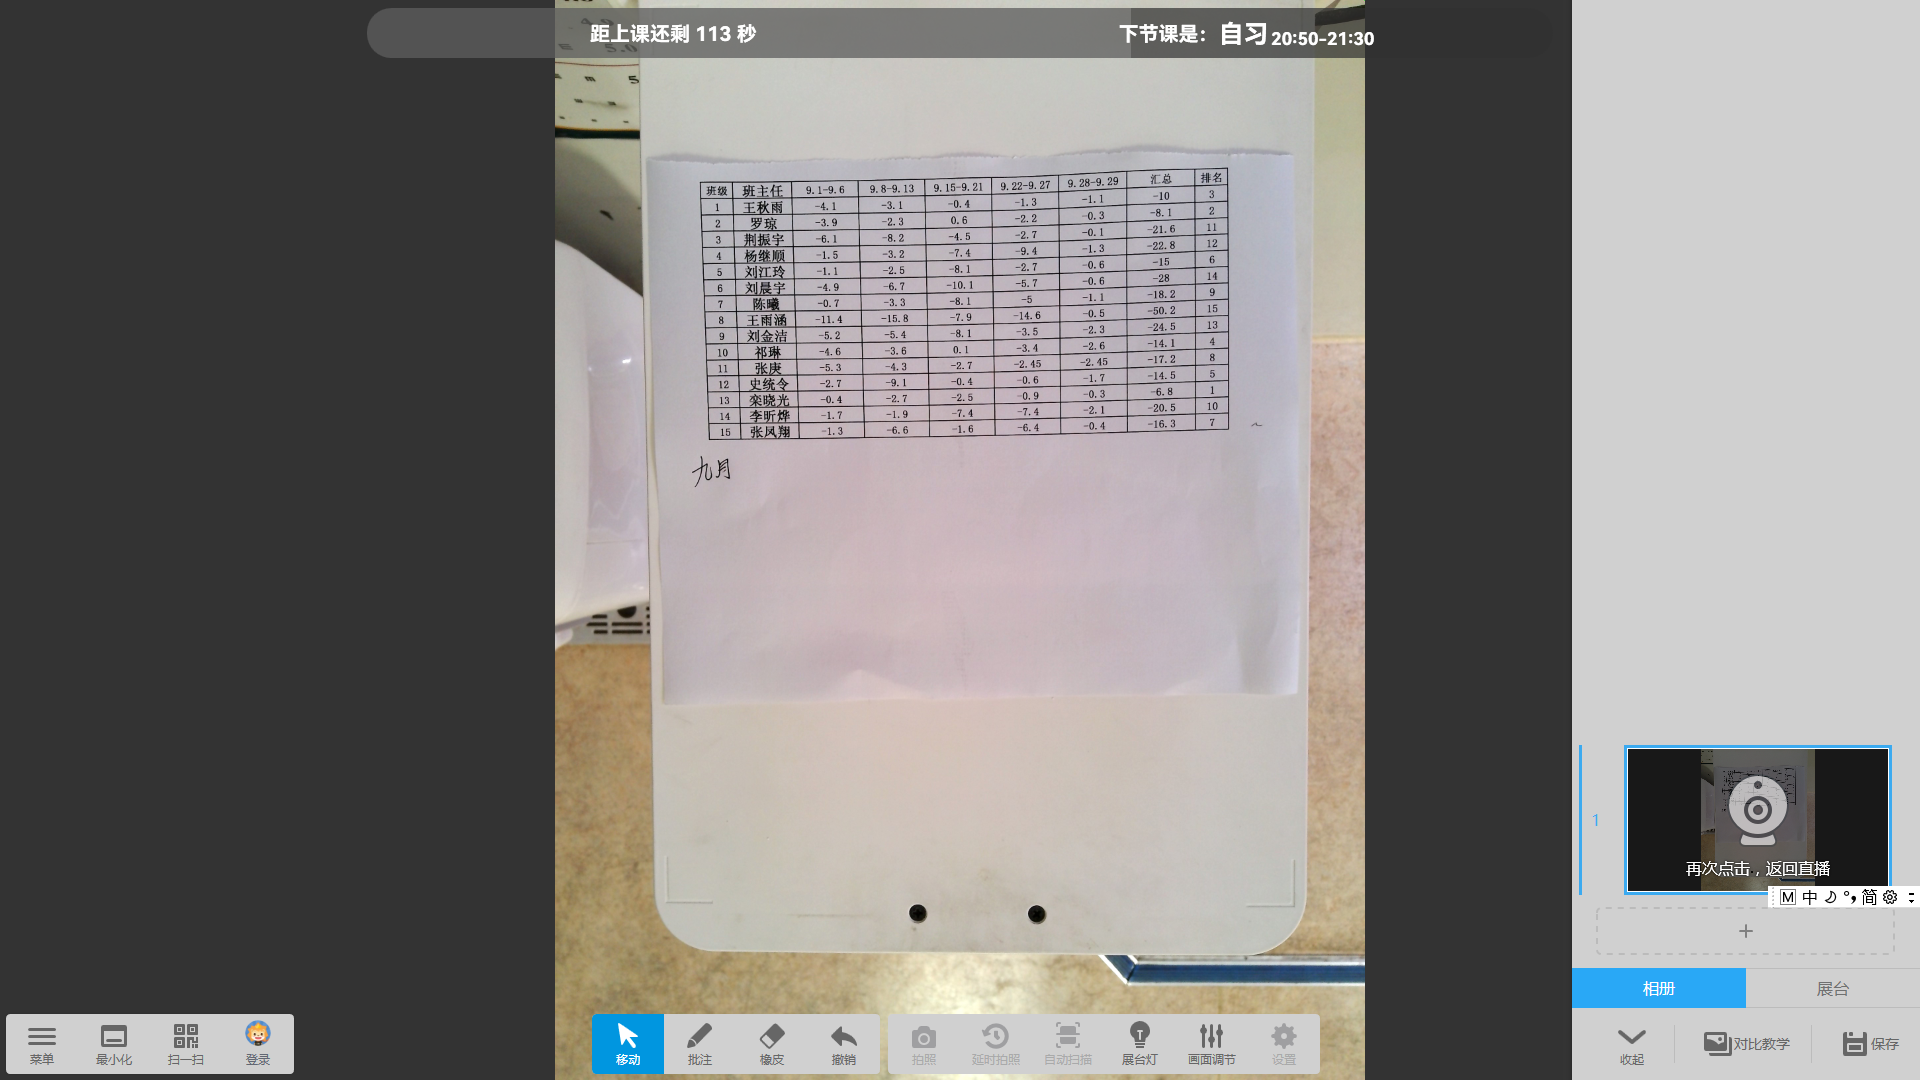 距上课还剩 113 秒
下节课是: 自习 20:50-21:30
班级 班主任 9.1-9.6 9.8-9.13 9.15-9.21 9.22-9.27 9.28-9.29 汇总 排名
1 王秋雨 -4.1 -3.1 -0.4 -1.3 -1.1 -10 3
2 罗琼 -3.9 -2.3 0.6 -2.2 -0.3 -8.1 2
3 荆振宇 -6.1 -8.2 -4.5 -2.7 -0.1 -21.6 11
4 杨继顺 -1.5 -3.2 -7.4 -9.4 -1.3 -22.8 12
5 刘江玲 -1.1 -2.5 -8.1 -2.7 -0.6 -15 6
6 刘晨宇 -4.9 -6.7 -10.1 -5.7 -0.6 -28 14
7 陈曦 -0.7 -3.3 -8.1 -5 -1.1 -18.2 9
8 王雨涵 -11.4 -15.8 -7.9 -14.6 -0.5 -50.2 15
9 刘金洁 -5.2 -5.4 -8.1 -3.5 -2.3 -24.5 13
10 祁琳 -4.6 -3.6 0.1 -3.4 -2.6 -14.1 4
11 张庚 -5.3 -4.3 -2.7 -2.45 -2.45 -17.2 8
12 史统令 -2.7 -9.1 -0.4 -0.6 -1.7 -14.5 5
13 栾晓光 -0.4 -2.7 -2.5 -0.9 -0.3 -6.8 1
14 李昕烨 -1.7 -1.9 -7.4 -7.4 -2.1 -20.5 10
15 张凤翔 -1.3 -6.6 -1.6 -6.4 -0.4 -16.3 7
九月
1
再次点击，返回直播
M 中 简
+
相册 展台
菜单 最小化 扫一扫 登录
移动 批注 橡皮 撤销 拍照 延时拍照 自动扫描 展台灯 画面调节 设置
收起 对比教学 保存